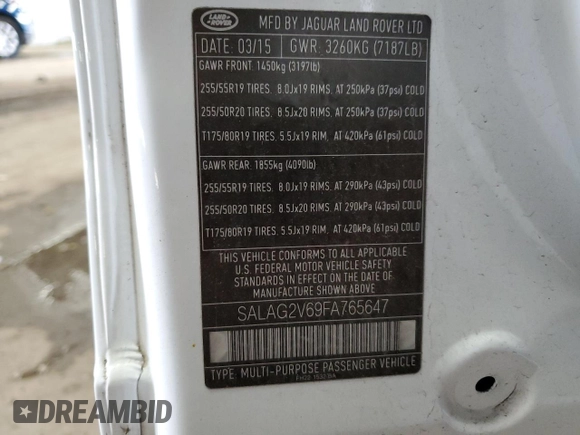 LAND
ROVER
MFD BY JAGUAR LAND ROVER LTD
DATE: 03/15 GWR: 3260KG (7187LB)
GAWR FRONT: 1450kg (3197lb)
255/55R19 TIRES. 8.0Jx19 RIMS. AT 250kPa (37psi) COLD
255/50R20 TIRES. 8.5Jx20 RIMS. AT 250kPa (37psi) COLD
T175/80R19 TIRES. 5.5Jx19 RIM. AT 420kPa (61psi) COLD
GAWR REAR: 1855kg (4090lb)
255/55R19 TIRES. 8.0Jx19 RIMS. AT 290kPa (43psi) COLD
255/50R20 TIRES. 8.5Jx20 RIMS. AT 290kPa (43psi) COLD
T175/80R19 TIRES. 5.5Jx19 RIM. AT 420kPa (61psi) COLD
THIS VEHICLE CONFORMS TO ALL APPLICABLE
U.S. FEDERAL MOTOR VEHICLE SAFETY
STANDARDS IN EFFECT ON THE DATE OF
MANUFACTURE SHOWN ABOVE
SALAG2V69FA765647
TYPE: MULTI-PURPOSE PASSENGER VEHICLE
DREAMBID